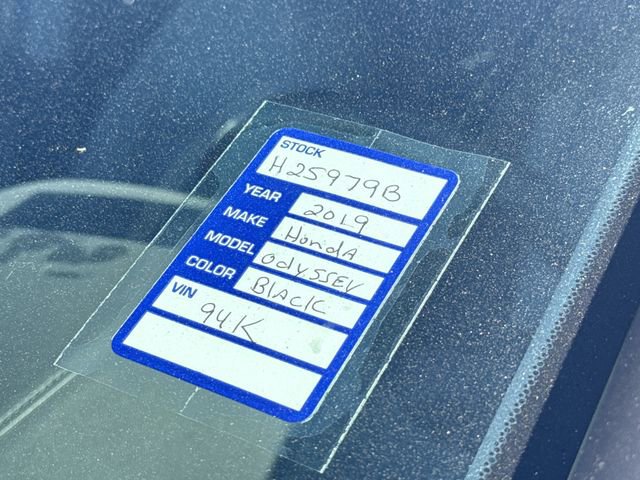 STOCK
H25979B
YEAR 2019
MAKE HondA
MODEL OdySSEY
COLOR BlACK
VIN
94K